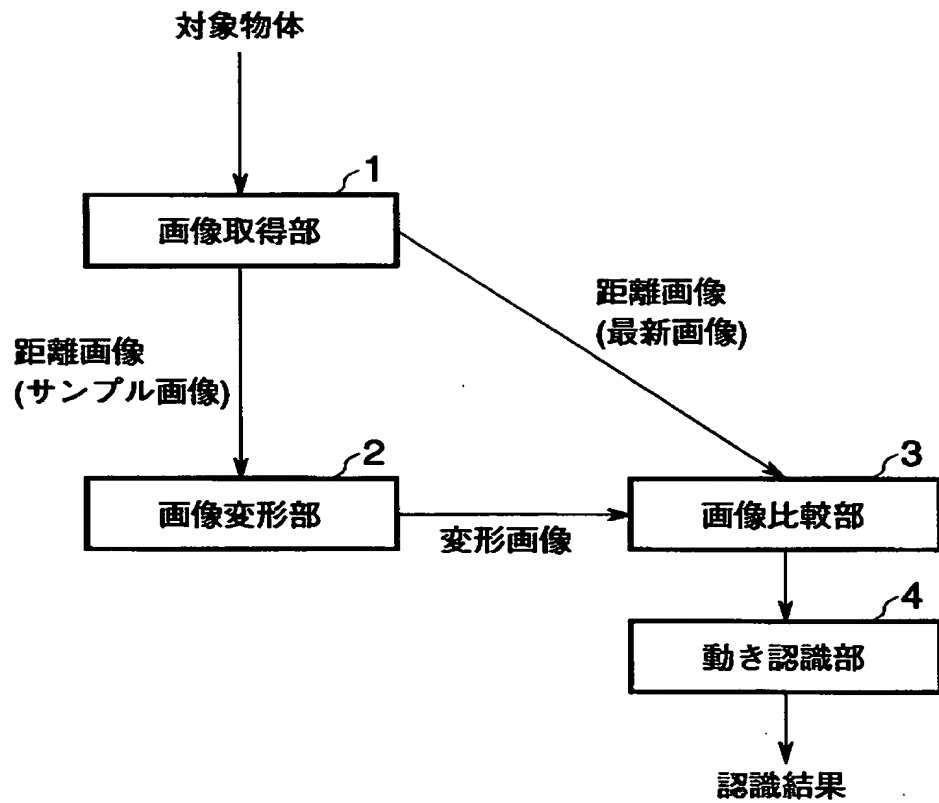 対象物体
1
画像取得部
距離画像
(最新画像)
距離画像
(サンプル画像)
2
画像変形部
変形画像
3
画像比較部
4
動き認識部
認識結果